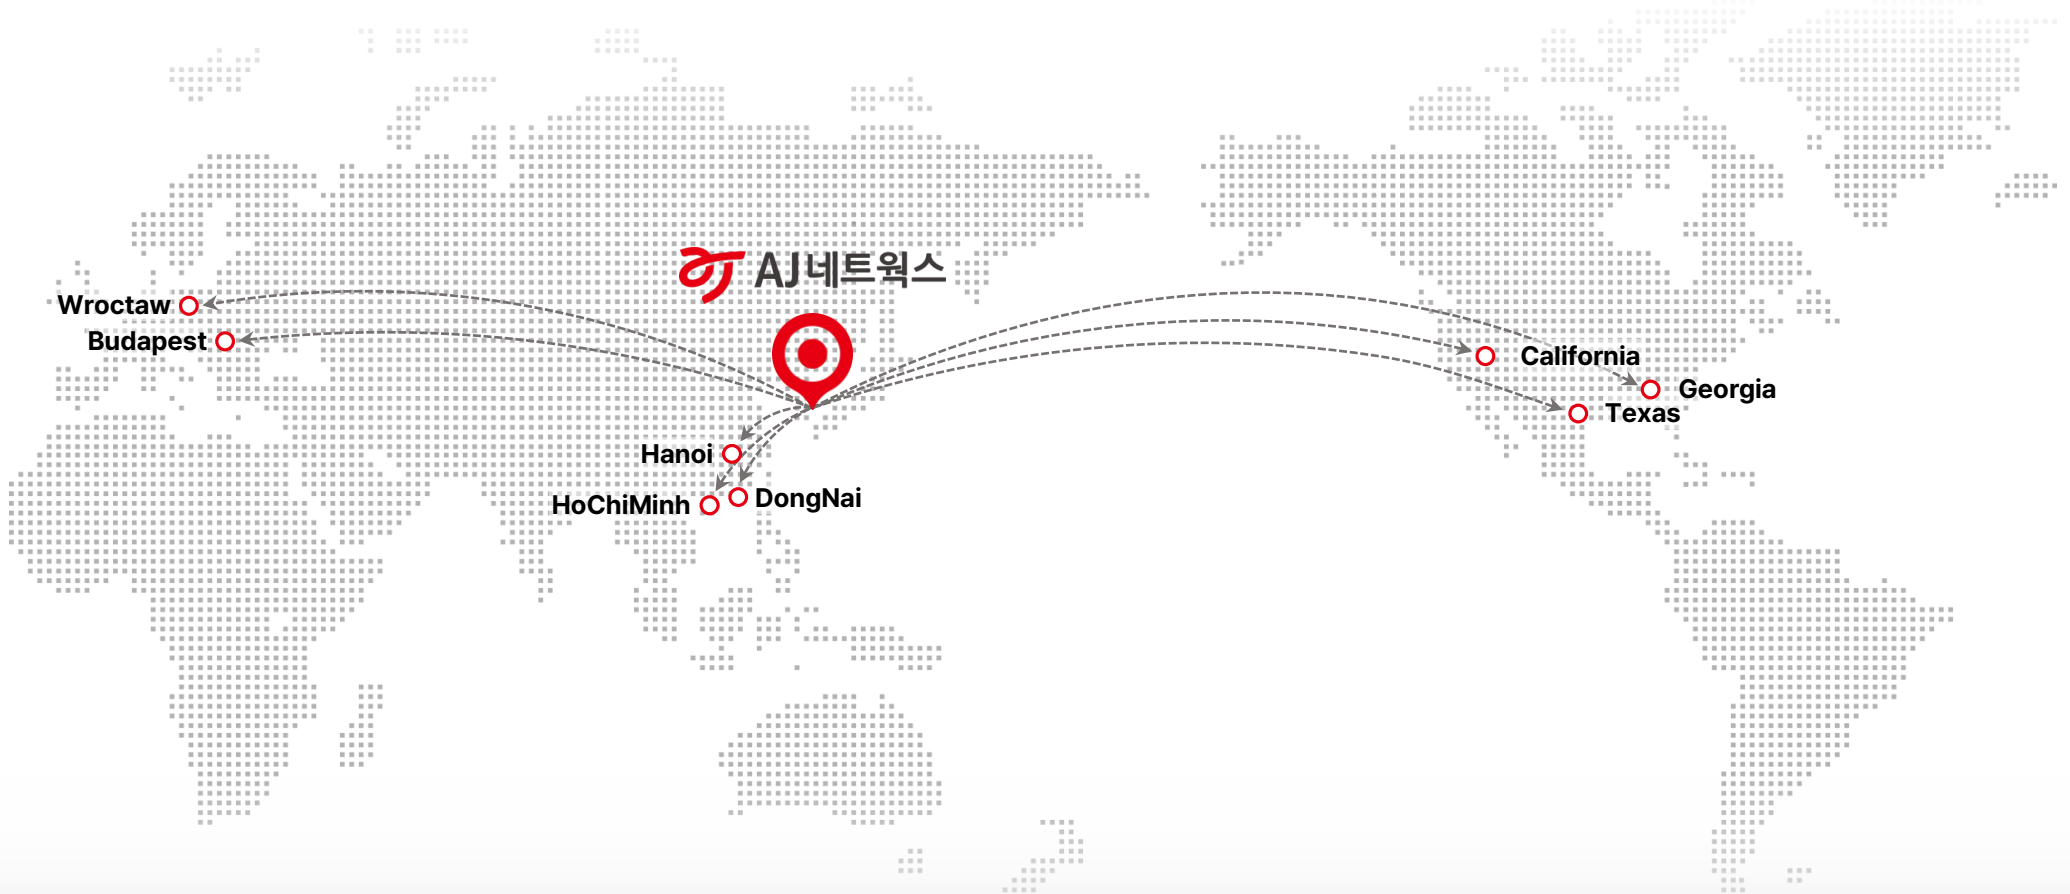 AJ네트웍스
Wroctaw
Budapest
California
Georgia
Texas
Hanoi
HoChiMinh
DongNai